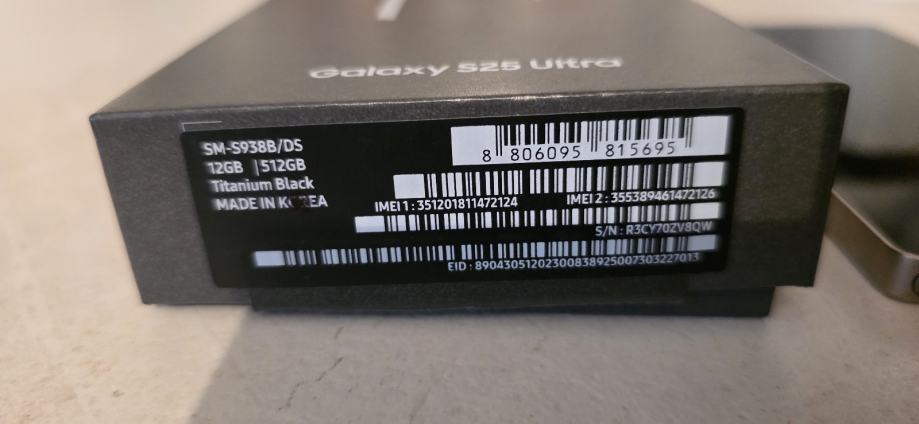 Galaxy S25 Ultra
SM-S938B/DS
12GB | 512GB
Titanium Black
MADE IN KOREA
8 806095 815695
IMEI 1 : 351201811472124
IMEI 2 : 355389461472126
S/N : R3CY70ZV8QW
EID : 89043051202300838925007303227013